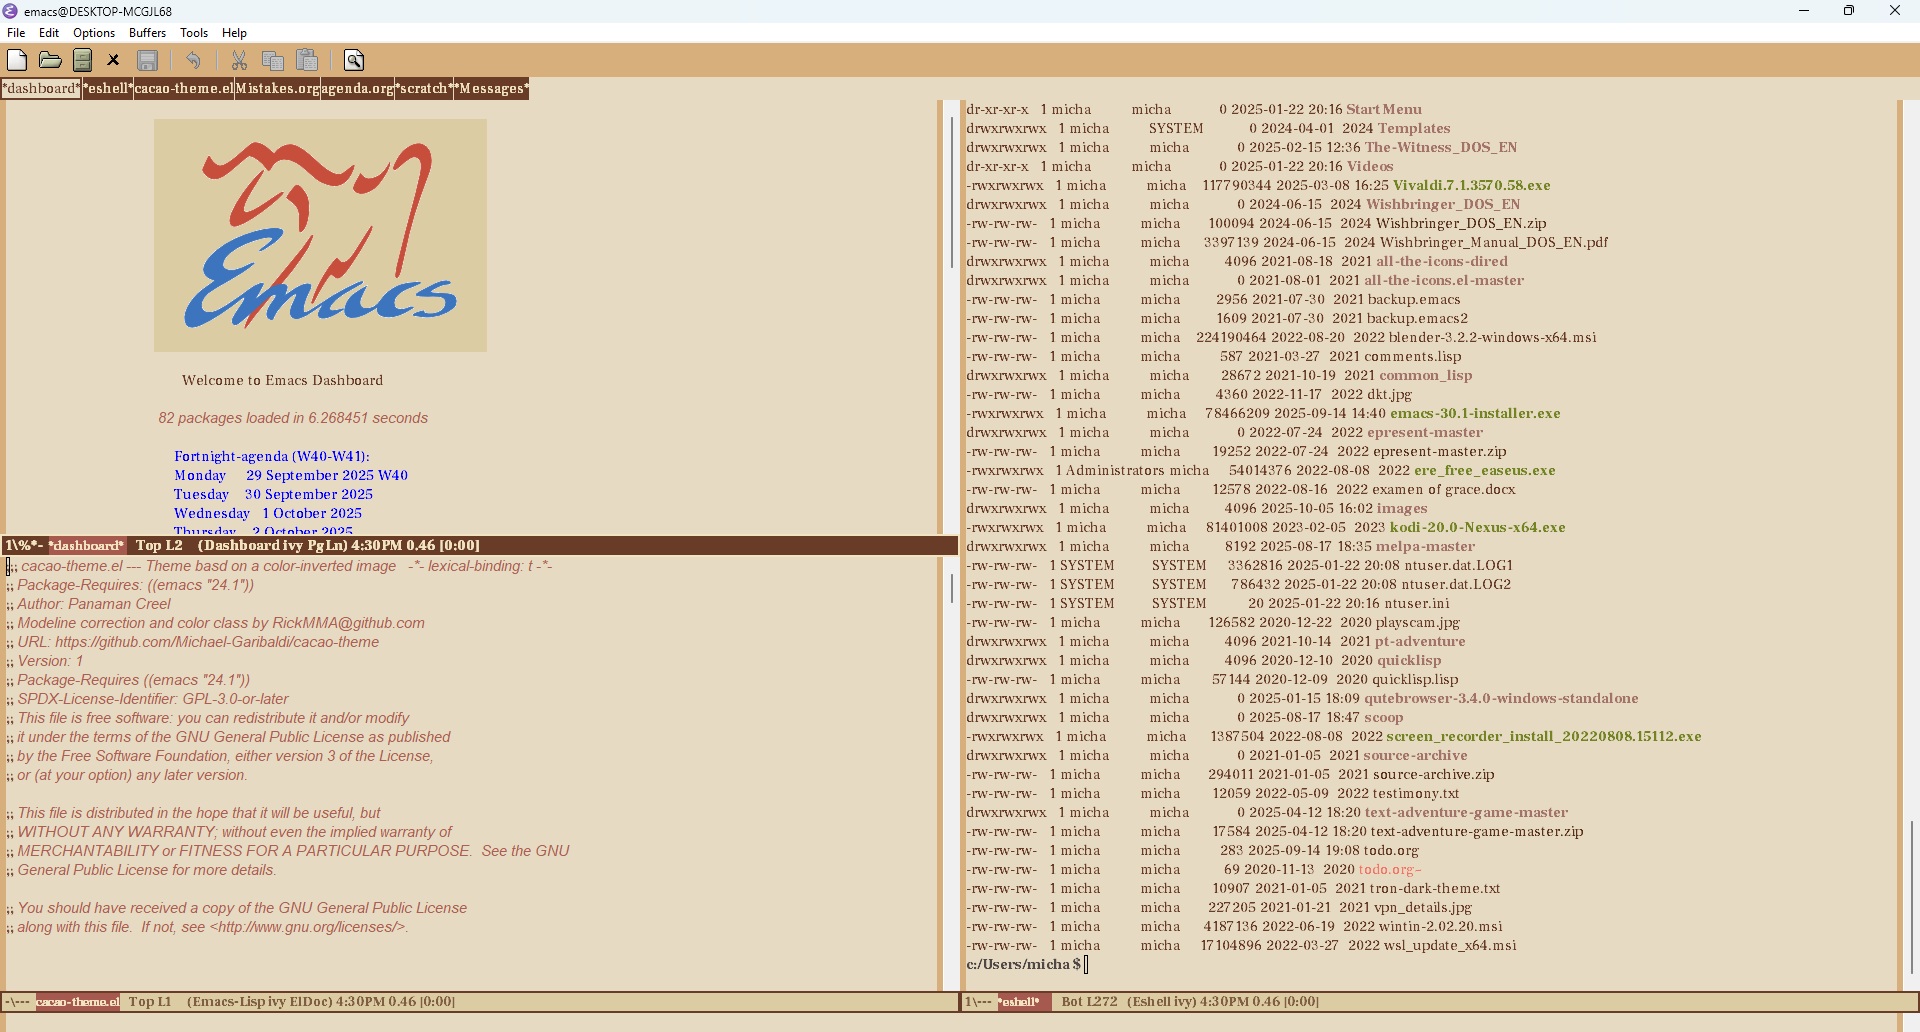 emacs@DESKTOP-MCGJL68
File Edit Options Buffers Tools Help
*dashboard* *eshell* cacao-theme.el Mistakes.org agenda.org *scratch* *Messages*
Emacs
Welcome to Emacs Dashboard
82 packages loaded in 6.268451 seconds
Fortnight-agenda (W40-W41):
Monday 29 September 2025 W40
Tuesday 30 September 2025
Wednesday 1 October 2025
Thursday 2 October 2025
1\%*- *dashboard* Top L2 (Dashboard ivy PgLn) 4:30PM 0.46 [0:00]
;;; cacao-theme.el --- Theme basd on a color-inverted image -*- lexical-binding: t -*-
;; Package-Requires: ((emacs "24.1"))
;; Author: Panaman Creel
;; Modeline correction and color class by RickMMA@github.com
;; URL: https://github.com/Michael-Garibaldi/cacao-theme
;; Version: 1
;; Package-Requires ((emacs "24.1"))
;; SPDX-License-Identifier: GPL-3.0-or-later
;; This file is free software: you can redistribute it and/or modify
;; it under the terms of the GNU General Public License as published
;; by the Free Software Foundation, either version 3 of the License,
;; or (at your option) any later version.
;; This file is distributed in the hope that it will be useful, but
;; WITHOUT ANY WARRANTY; without even the implied warranty of
;; MERCHANTABILITY or FITNESS FOR A PARTICULAR PURPOSE. See the GNU
;; General Public License for more details.
;; You should have received a copy of the GNU General Public License
;; along with this file. If not, see <http://www.gnu.org/licenses/>.
-\--- cacao-theme.el Top L1 (Emacs-Lisp ivy ElDoc) 4:30PM 0.46 [0:00]
dr-xr-xr-x 1 micha micha 0 2025-01-22 20:16 Start Menu
drwxrwxrwx 1 micha SYSTEM 0 2024-04-01 2024 Templates
drwxrwxrwx 1 micha micha 0 2025-02-15 12:36 The-Witness_DOS_EN
dr-xr-xr-x 1 micha micha 0 2025-01-22 20:16 Videos
-rwxrwxrwx 1 micha micha 117790344 2025-03-08 16:25 Vivaldi.7.1.3570.58.exe
drwxrwxrwx 1 micha micha 0 2024-06-15 2024 Wishbringer_DOS_EN
-rw-rw-rw- 1 micha micha 100094 2024-06-15 2024 Wishbringer_DOS_EN.zip
-rw-rw-rw- 1 micha micha 3397139 2024-06-15 2024 Wishbringer_Manual_DOS_EN.pdf
drwxrwxrwx 1 micha micha 4096 2021-08-18 2021 all-the-icons-dired
drwxrwxrwx 1 micha micha 0 2021-08-01 2021 all-the-icons.el-master
-rw-rw-rw- 1 micha micha 2956 2021-07-30 2021 backup.emacs
-rw-rw-rw- 1 micha micha 1609 2021-07-30 2021 backup.emacs2
-rw-rw-rw- 1 micha micha 224190464 2022-08-20 2022 blender-3.2.2-windows-x64.msi
-rw-rw-rw- 1 micha micha 587 2021-03-27 2021 comments.lisp
drwxrwxrwx 1 micha micha 28672 2021-10-19 2021 common_lisp
-rw-rw-rw- 1 micha micha 4360 2022-11-17 2022 dkt.jpg
-rwxrwxrwx 1 micha micha 78466209 2025-09-14 14:40 emacs-30.1-installer.exe
drwxrwxrwx 1 micha micha 0 2022-07-24 2022 epresent-master
-rw-rw-rw- 1 micha micha 19252 2022-07-24 2022 epresent-master.zip
-rwxrwxrwx 1 Administrators micha 54014376 2022-08-08 2022 ere_free_easeus.exe
-rw-rw-rw- 1 micha micha 12578 2022-08-16 2022 examen of grace.docx
drwxrwxrwx 1 micha micha 4096 2025-10-05 16:02 images
-rwxrwxrwx 1 micha micha 81401008 2023-02-05 2023 kodi-20.0-Nexus-x64.exe
drwxrwxrwx 1 micha micha 8192 2025-08-17 18:35 melpa-master
-rw-rw-rw- 1 SYSTEM SYSTEM 3362816 2025-01-22 20:08 ntuser.dat.LOG1
-rw-rw-rw- 1 SYSTEM SYSTEM 786432 2025-01-22 20:08 ntuser.dat.LOG2
-rw-rw-rw- 1 SYSTEM SYSTEM 20 2025-01-22 20:16 ntuser.ini
-rw-rw-rw- 1 micha micha 126582 2020-12-22 2020 playscam.jpg
drwxrwxrwx 1 micha micha 4096 2021-10-14 2021 pt-adventure
drwxrwxrwx 1 micha micha 4096 2020-12-10 2020 quicklisp
-rw-rw-rw- 1 micha micha 57144 2020-12-09 2020 quicklisp.lisp
drwxrwxrwx 1 micha micha 0 2025-01-15 18:09 qutebrowser-3.4.0-windows-standalone
drwxrwxrwx 1 micha micha 0 2025-08-17 18:47 scoop
-rwxrwxrwx 1 micha micha 1387504 2022-08-08 2022 screen_recorder_install_20220808.15112.exe
drwxrwxrwx 1 micha micha 0 2021-01-05 2021 source-archive
-rw-rw-rw- 1 micha micha 294011 2021-01-05 2021 source-archive.zip
-rw-rw-rw- 1 micha micha 12059 2022-05-09 2022 testimony.txt
drwxrwxrwx 1 micha micha 0 2025-04-12 18:20 text-adventure-game-master
-rw-rw-rw- 1 micha micha 17584 2025-04-12 18:20 text-adventure-game-master.zip
-rw-rw-rw- 1 micha micha 283 2025-09-14 19:08 todo.org
-rw-rw-rw- 1 micha micha 69 2020-11-13 2020 todo.org~
-rw-rw-rw- 1 micha micha 10907 2021-01-05 2021 tron-dark-theme.txt
-rw-rw-rw- 1 micha micha 227205 2021-01-21 2021 vpn_details.jpg
-rw-rw-rw- 1 micha micha 4187136 2022-06-19 2022 wintin-2.02.20.msi
-rw-rw-rw- 1 micha micha 17104896 2022-03-27 2022 wsl_update_x64.msi
c:/Users/micha $
1\--- *eshell* Bot L272 (Eshell ivy) 4:30PM 0.46 [0:00]